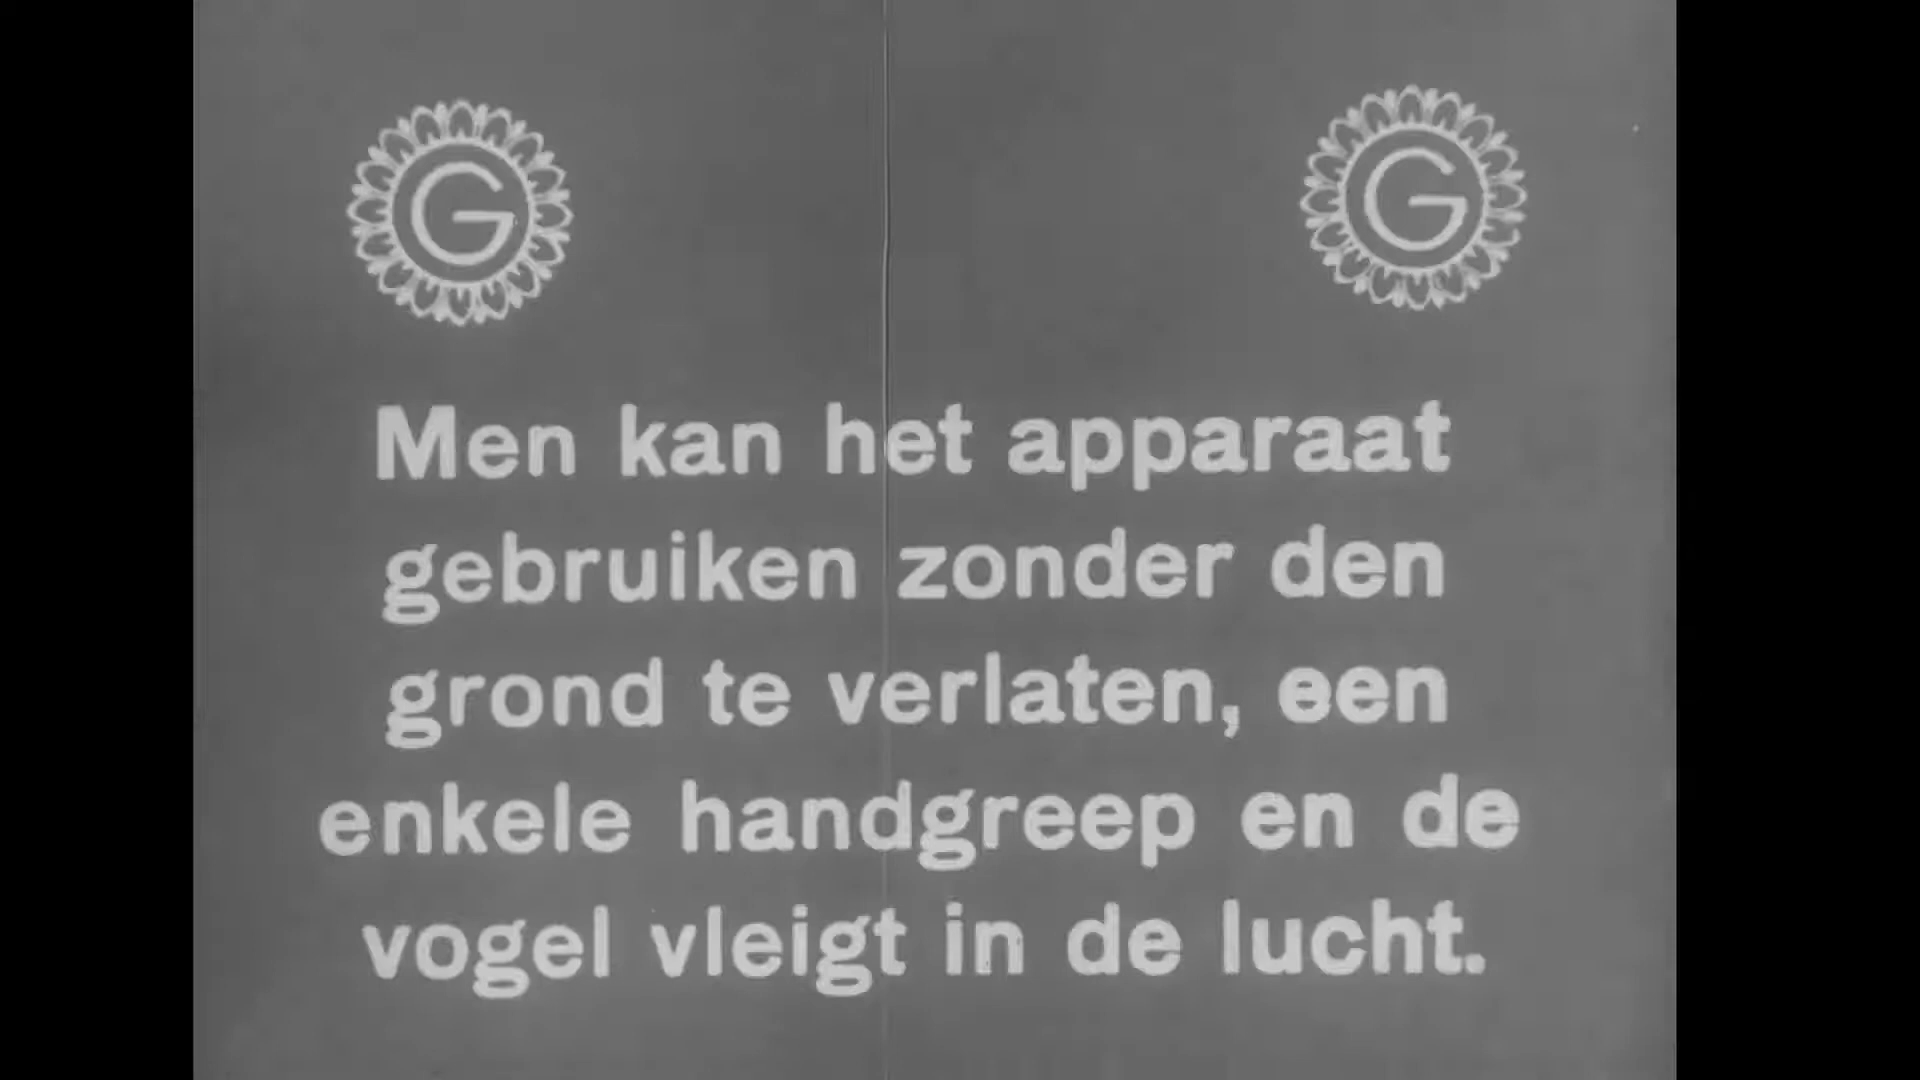 G G
Men kan het apparaat
gebruiken zonder den
grond te verlaten, een
enkele handgreep en de
vogel vleigt in de lucht.